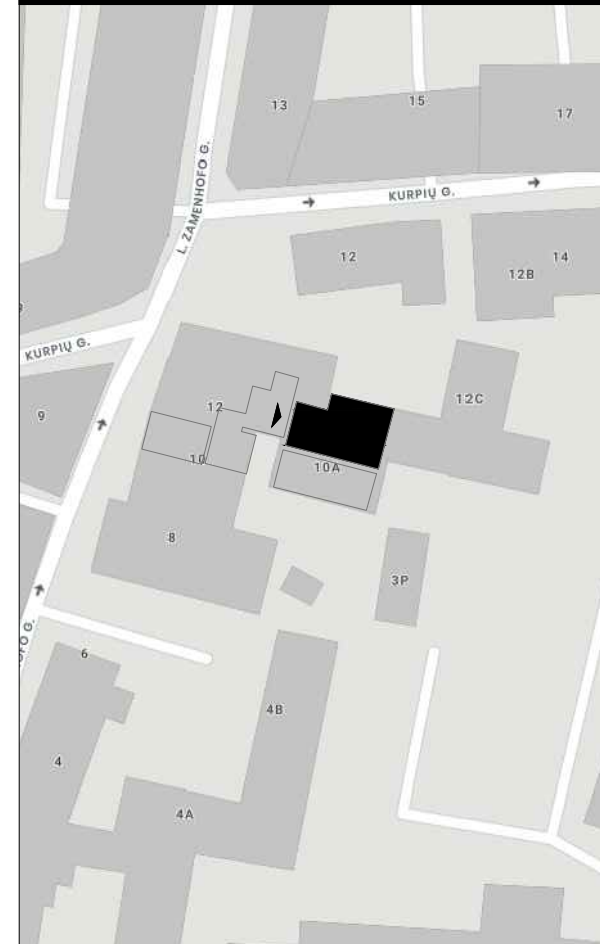 13
15
17
L. ZAMENHOFO G.
KURPIŲ G.
12
12B
14
KURPIŲ G.
9
12
12C
10
10A
8
3P
6
4B
4
4A